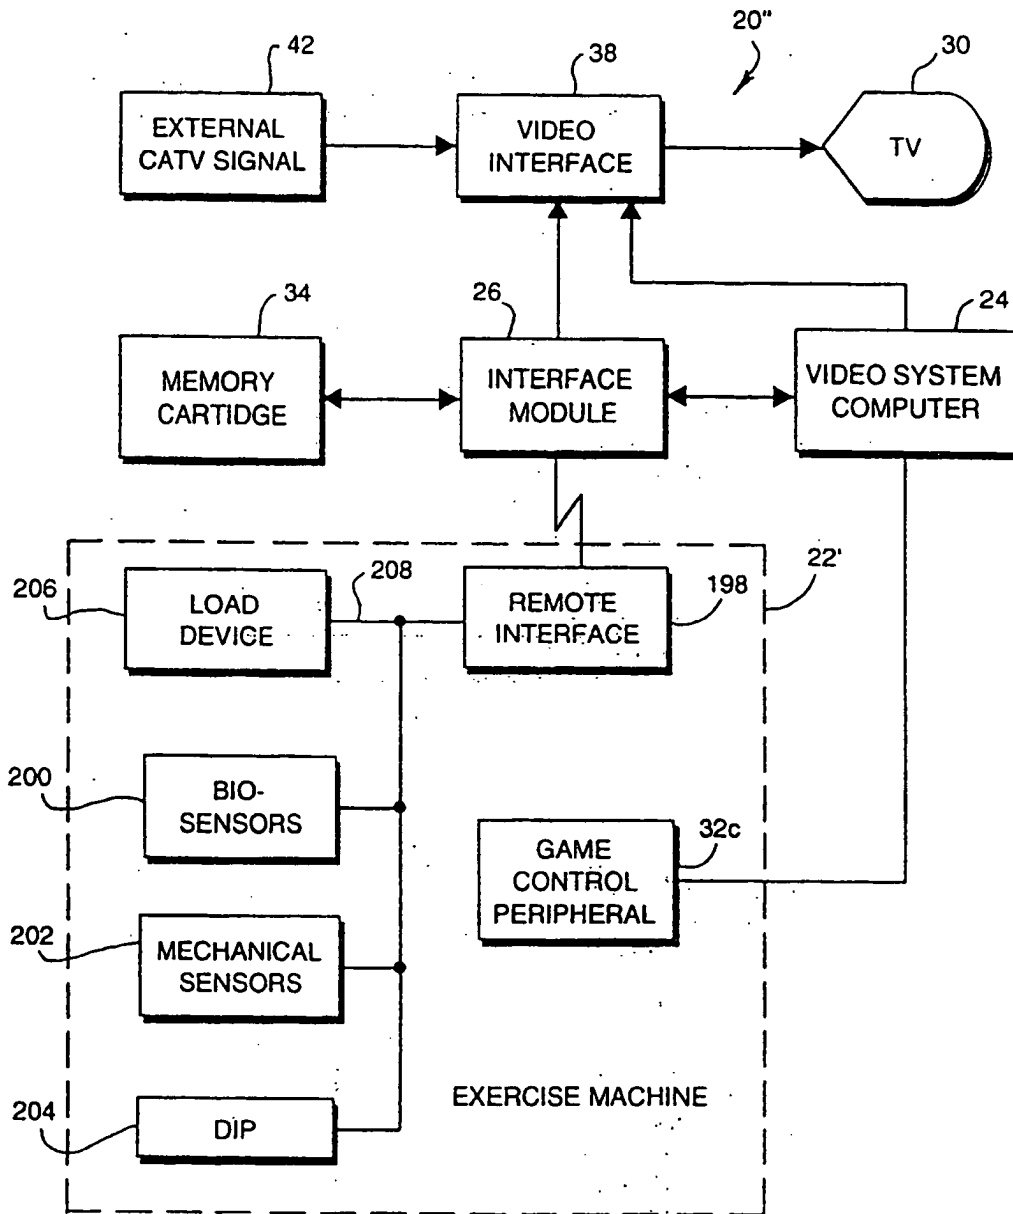 20"
42
38
30
EXTERNAL
CATV SIGNAL
VIDEO
INTERFACE
TV
34
26
24
MEMORY
CARTIDGE
INTERFACE
MODULE
VIDEO SYSTEM
COMPUTER
206
LOAD
DEVICE
208
REMOTE
INTERFACE
198
22'
200
BIO-
SENSORS
GAME
CONTROL
PERIPHERAL
32c
202
MECHANICAL
SENSORS
204
DIP
EXERCISE MACHINE